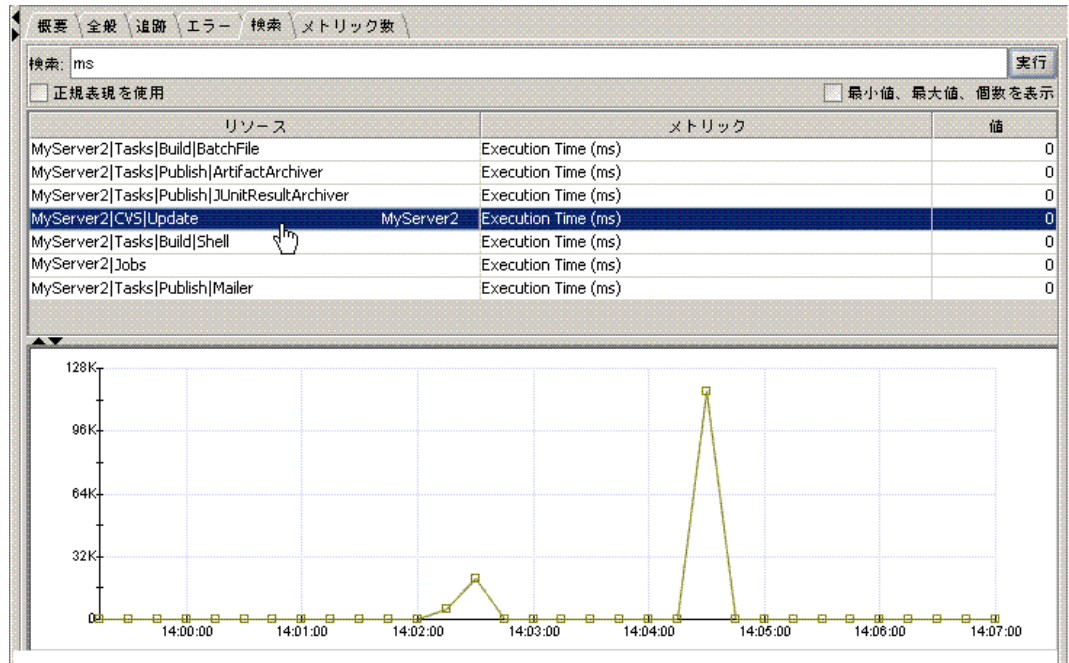 概要 全般 追跡 エラー 検索 メトリック数
検索: ms 実行
正規表現を使用 最小値、最大値、個数を表示
リソース メトリック 値
MyServer2|Tasks|Build|BatchFile Execution Time (ms) 0
MyServer2|Tasks|Publish|ArtifactArchiver Execution Time (ms) 0
MyServer2|Tasks|Publish|JUnitResultArchiver Execution Time (ms) 0
MyServer2|CVS|Update MyServer2 Execution Time (ms) 0
MyServer2|Tasks|Build|Shell Execution Time (ms) 0
MyServer2|Jobs Execution Time (ms) 0
MyServer2|Tasks|Publish|Mailer Execution Time (ms) 0
128K
96K
64K
32K
0
14:00:00 14:01:00 14:02:00 14:03:00 14:04:00 14:05:00 14:06:00 14:07:00